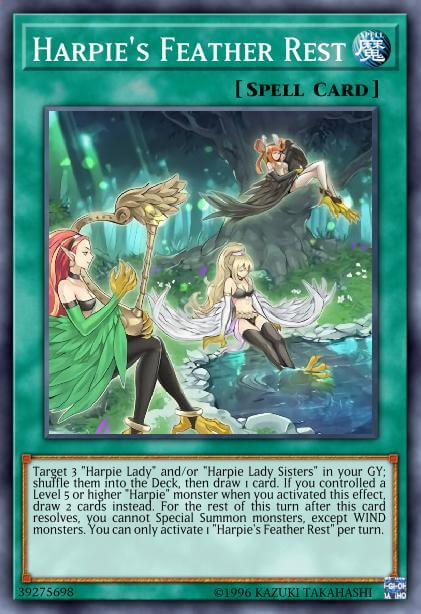 Harpie's Feather Rest
SPELL
魔
[Spell Card]
Target 3 "Harpie Lady" and/or "Harpie Lady Sisters" in your GY;
shuffle them into the Deck, then draw 1 card. If you controlled a
Level 5 or higher "Harpie" monster when you activated this effect,
draw 2 cards instead. For the rest of this turn after this card
resolves, you cannot Special Summon monsters, except WIND
monsters. You can only activate 1 "Harpie's Feather Rest" per turn.
39275698
©1996 KAZUKI TAKAHASHI